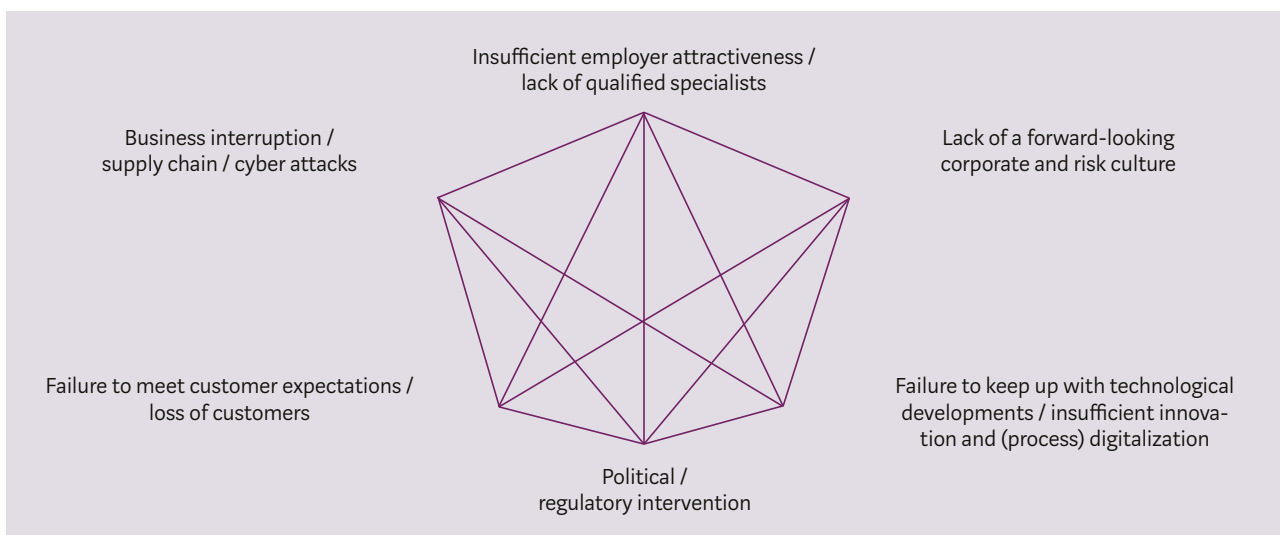 Insufficient employer attractiveness /
lack of qualified specialists
Business interruption /
supply chain / cyber attacks
Lack of a forward-looking
corporate and risk culture
Failure to meet customer expectations /
loss of customers
Failure to keep up with technological
developments / insufficient innova-
tion and (process) digitalization
Political /
regulatory intervention